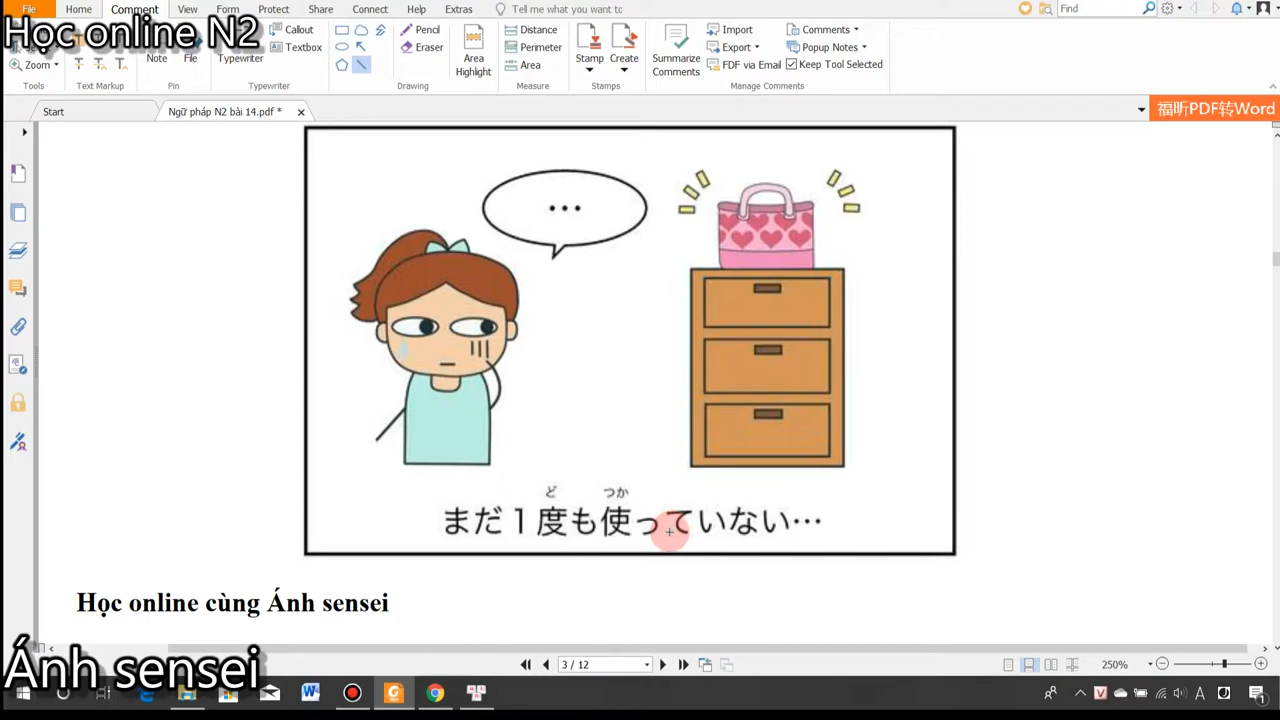 File Home Comment View Form Protect Share Connect Help Extras Tell me what you want to Find
Học online N2
Callout Pencil Distance Import Comments
Textbox Eraser Perimeter Export Popup Notes
Zoom Typewriter Note File Area Highlight Area Stamp Create Summarize Comments FDF via Email Keep Tool Selected
Tools Text Markup Pin Typewriter Drawing Measure Stamps Manage Comments
Start Ngữ pháp N2 bài 14.pdf * 福昕PDF转Word
...
ど つか
まだ１度も使っていない…
Học online cùng Ánh sensei
Ánh sensei
3 / 12 250%